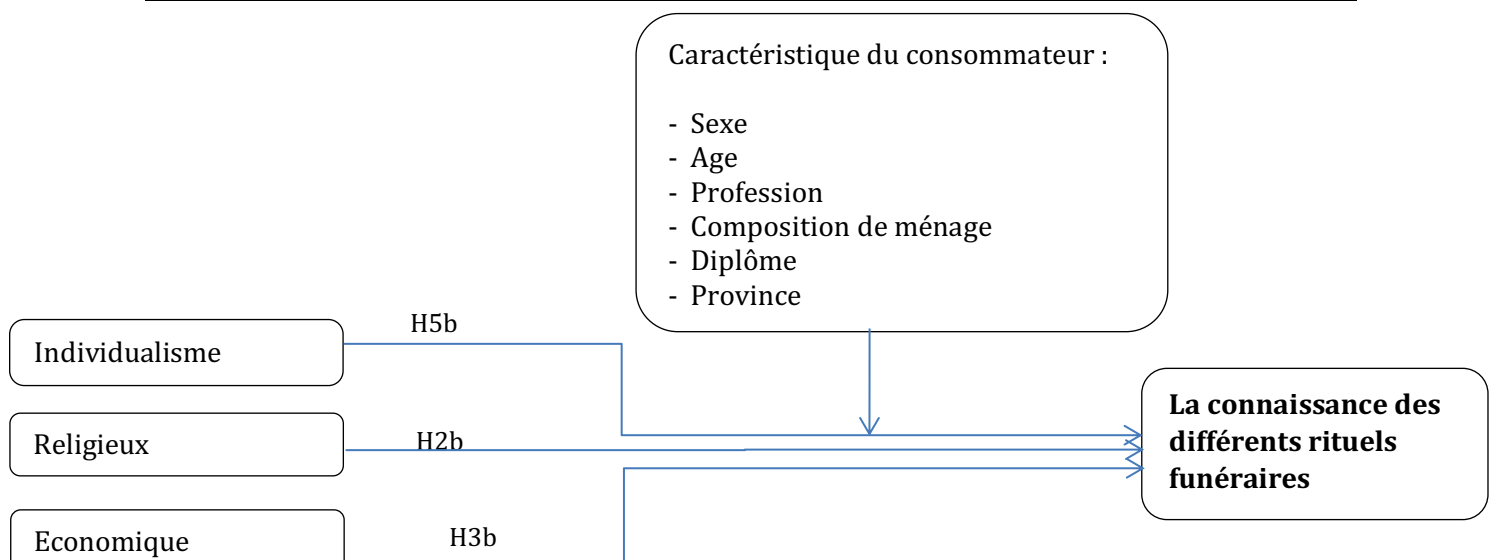 Caractéristique du consommateur :
- Sexe
- Age
- Profession
- Composition de ménage
- Diplôme
- Province
H5b
Individualisme
La connaissance des
différents rituels
funéraires
Religieux
H2b
Economique
H3b